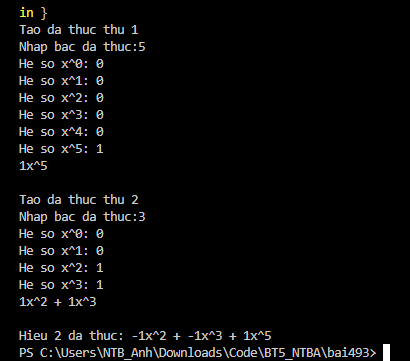 in }
Tao da thuc thu 1
Nhap bac da thuc:5
He so x^0: 0
He so x^1: 0
He so x^2: 0
He so x^3: 0
He so x^4: 0
He so x^5: 1
1x^5
Tao da thuc thu 2
Nhap bac da thuc:3
He so x^0: 0
He so x^1: 0
He so x^2: 1
He so x^3: 1
1x^2 + 1x^3
Hieu 2 da thuc: -1x^2 + -1x^3 + 1x^5
PS C:\Users\NTB_Anh\Downloads\Code\BT5_NTBA\bai493>